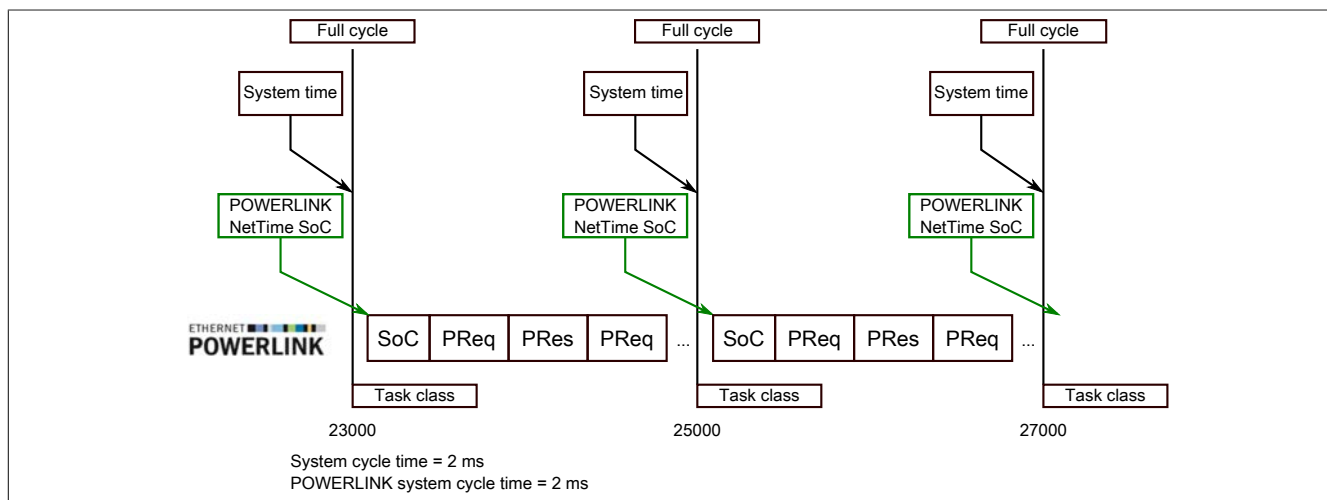 Full cycle
Full cycle
Full cycle
System time
System time
System time
POWERLINK
NetTime SoC
POWERLINK
NetTime SoC
POWERLINK
NetTime SoC
ETHERNET
POWERLINK
SoC PReq PRes PReq ... SoC PReq PRes PReq ...
Task class
Task class
Task class
23000
25000
27000
System cycle time = 2 ms
POWERLINK system cycle time = 2 ms